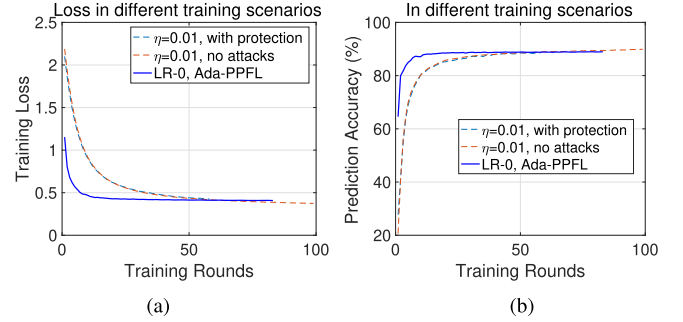 Loss in different training scenarios
2.5
2
1.5
1
0.5
0
0
50
100
Training Loss
Training Rounds
η=0.01, with protection
η=0.01, no attacks
LR-0, Ada-PPFL
(a)
In different training scenarios
100
80
60
40
20
0
50
100
Prediction Accuracy (%)
Training Rounds
η=0.01, with protection
η=0.01, no attacks
LR-0, Ada-PPFL
(b)